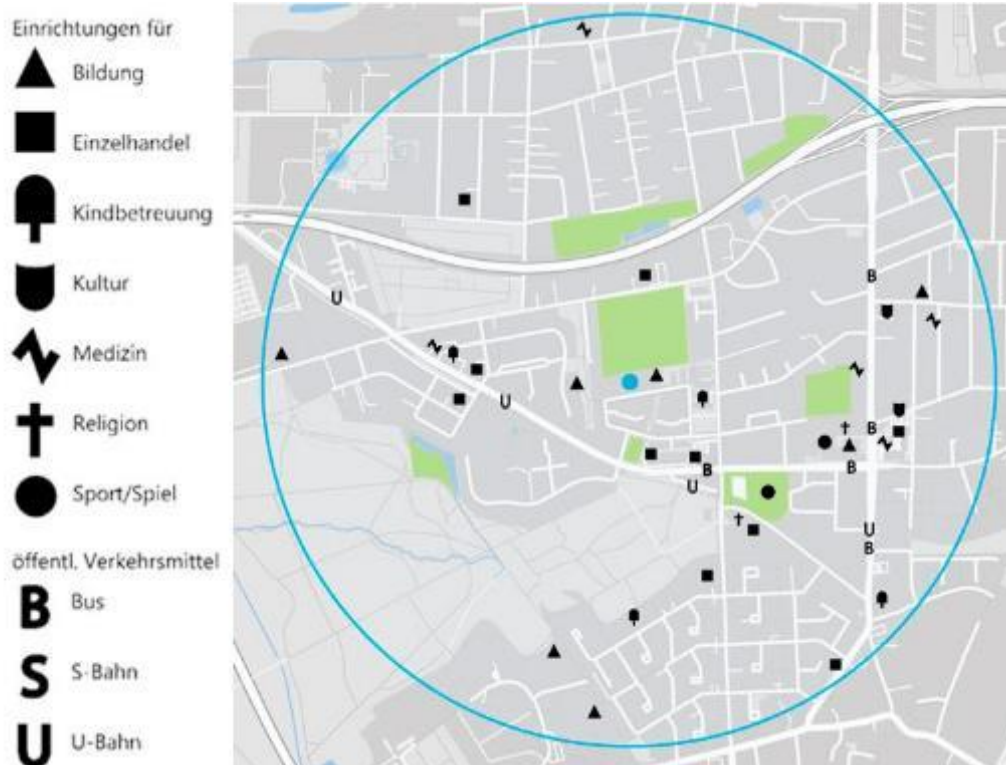 Einrichtungen für
Bildung
Einzelhandel
Kindbetreuung
Kultur
Medizin
Religion
Sport/Spiel
öffentl. Verkehrsmittel
B Bus
S S-Bahn
U U-Bahn
B
U
U
B
B
B
U
U
B